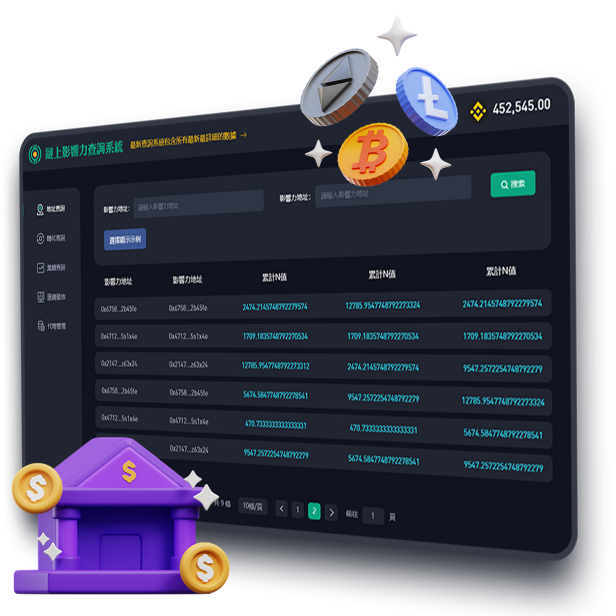 鏈上影響力查詢系統
最新查詢系統包含所有最新最詳細的數據 →
452,545.00
地址查詢
影響力地址:
請輸入影響力地址
影響力地址:
請輸入影響力地址
搜索
選擇顯示示例
代幣管理
影響力地址 影響力地址 累計N值 累計N值 累計N值
0x6758...2b45fe 0x6758...2b45fe 2474.2145748792279574 12785.9547748792273324 2474.2145748792279574
0x4712...5s1x4e 0x4712...5s1x4e 1709.1835748792270534 1709.1835748792270534 1709.1835748792270534
0x2147...z63x24 0x2147...z63x24 12785.9547748792273312 2474.2145748792279574 9547.2572254748792279
0x6758...2b45fe 0x6758...2b45fe 5674.5847748792278541 9547.2572254748792279 12785.95477748792273324
0x4712...5s1x4e 0x4712...5s1x4e 470.7333333333333331 470.7333333333333331 5674.5847748792278541
0x2147...z63x24 9547.2572254748792279 5674.5847748792278541 9547.2572254748792279
共 9 條 10條/頁 1 2 前往 1 頁